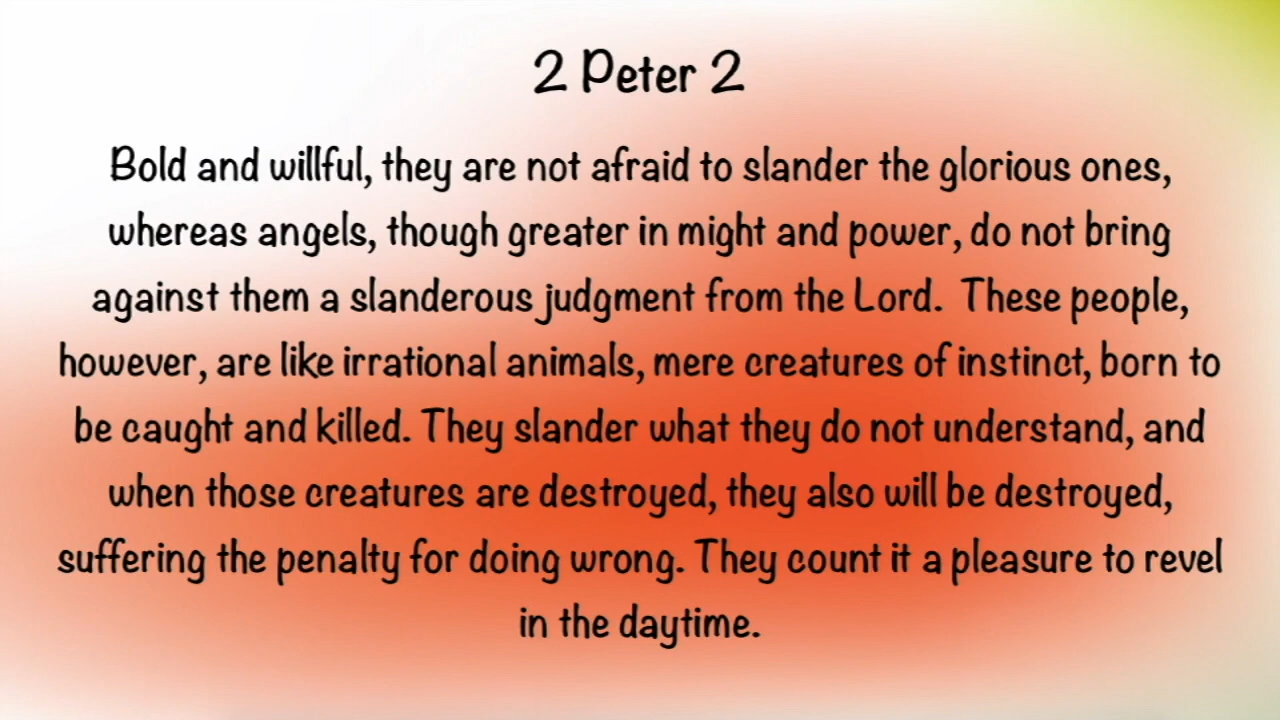 2 Peter 2
Bold and willful, they are not afraid to slander the glorious ones,
whereas angels, though greater in might and power, do not bring
against them a slanderous judgment from the Lord.  These people,
however, are like irrational animals, mere creatures of instinct, born to
be caught and killed. They slander what they do not understand, and
when those creatures are destroyed, they also will be destroyed,
suffering the penalty for doing wrong. They count it a pleasure to revel
in the daytime.